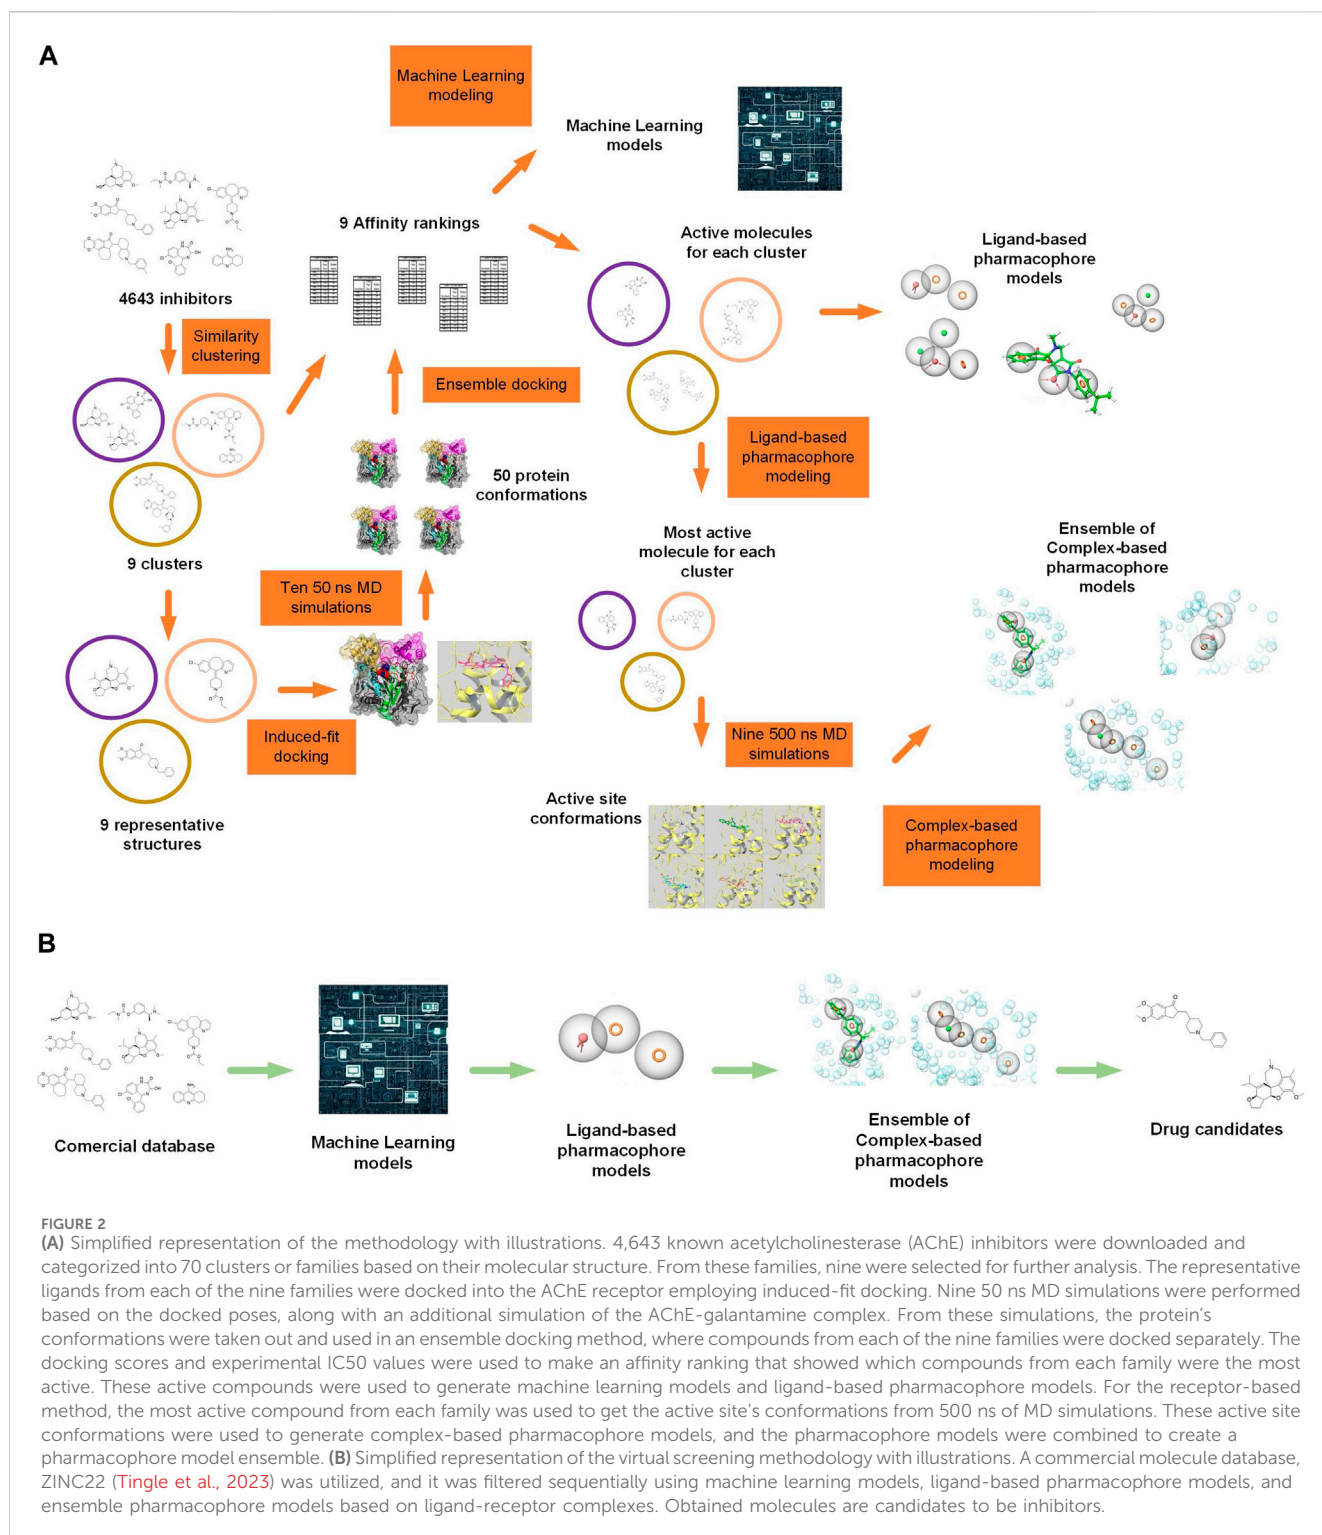 A
Machine Learning
modeling
Machine Learning
models
9 Affinity rankings
4643 inhibitors
Similarity
clustering
Ensemble docking
Active molecules
for each cluster
Ligand-based
pharmacophore
models
50 protein
conformations
Ligand-based
pharmacophore
modeling
9 clusters
Ten 50 ns MD
simulations
Most active
molecule for each
cluster
Ensemble of
Complex-based
pharmacophore
models
Induced-fit
docking
9 representative
structures
Nine 500 ns MD
simulations
Active site
conformations
Complex-based
pharmacophore
modeling
B
Comercial database
Machine Learning
models
Ligand-based
pharmacophore
models
Ensemble of
Complex-based
pharmacophore
models
Drug candidates
FIGURE 2
(A) Simplified representation of the methodology with illustrations. 4,643 known acetylcholinesterase (AChE) inhibitors were downloaded and
categorized into 70 clusters or families based on their molecular structure. From these families, nine were selected for further analysis. The representative
ligands from each of the nine families were docked into the AChE receptor employing induced-fit docking. Nine 50 ns MD simulations were performed
based on the docked poses, along with an additional simulation of the AChE-galantamine complex. From these simulations, the protein's
conformations were taken out and used in an ensemble docking method, where compounds from each of the nine families were docked separately. The
docking scores and experimental IC50 values were used to make an affinity ranking that showed which compounds from each family were the most
active. These active compounds were used to generate machine learning models and ligand-based pharmacophore models. For the receptor-based
method, the most active compound from each family was used to get the active site's conformations from 500 ns of MD simulations. These active site
conformations were used to generate complex-based pharmacophore models, and the pharmacophore models were combined to create a
pharmacophore model ensemble. (B) Simplified representation of the virtual screening methodology with illustrations. A commercial molecule database,
ZINC22 (Tingle et al., 2023) was utilized, and it was filtered sequentially using machine learning models, ligand-based pharmacophore models, and
ensemble pharmacophore models based on ligand-receptor complexes. Obtained molecules are candidates to be inhibitors.